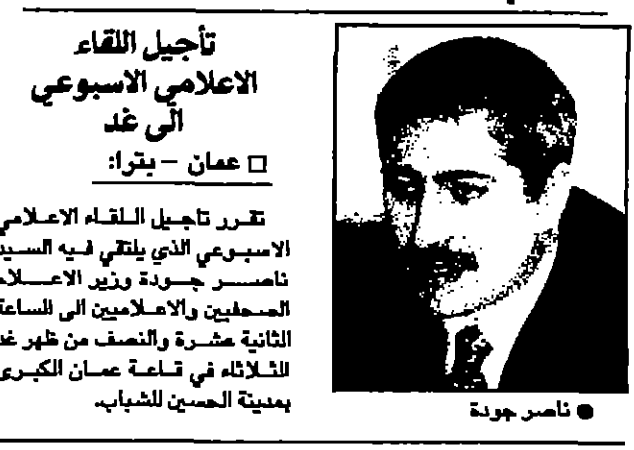 تأجيل اللقاء
الاعلامي الاسبوعي
الى غد
□ عمان – بترا:
تقرر تاجيل اللقاء الاعلامي
الاسبوعي الذي يلتقي فيه السيد
ناصر جودة وزير الاعلام
الصحفيين والاعلاميين الى الساعة
الثانية عشرة والنصف من ظهر غد
الثلاثاء في قاعة عمان الكبرى
بمدينة الحسين للشباب.
● ناصر جودة